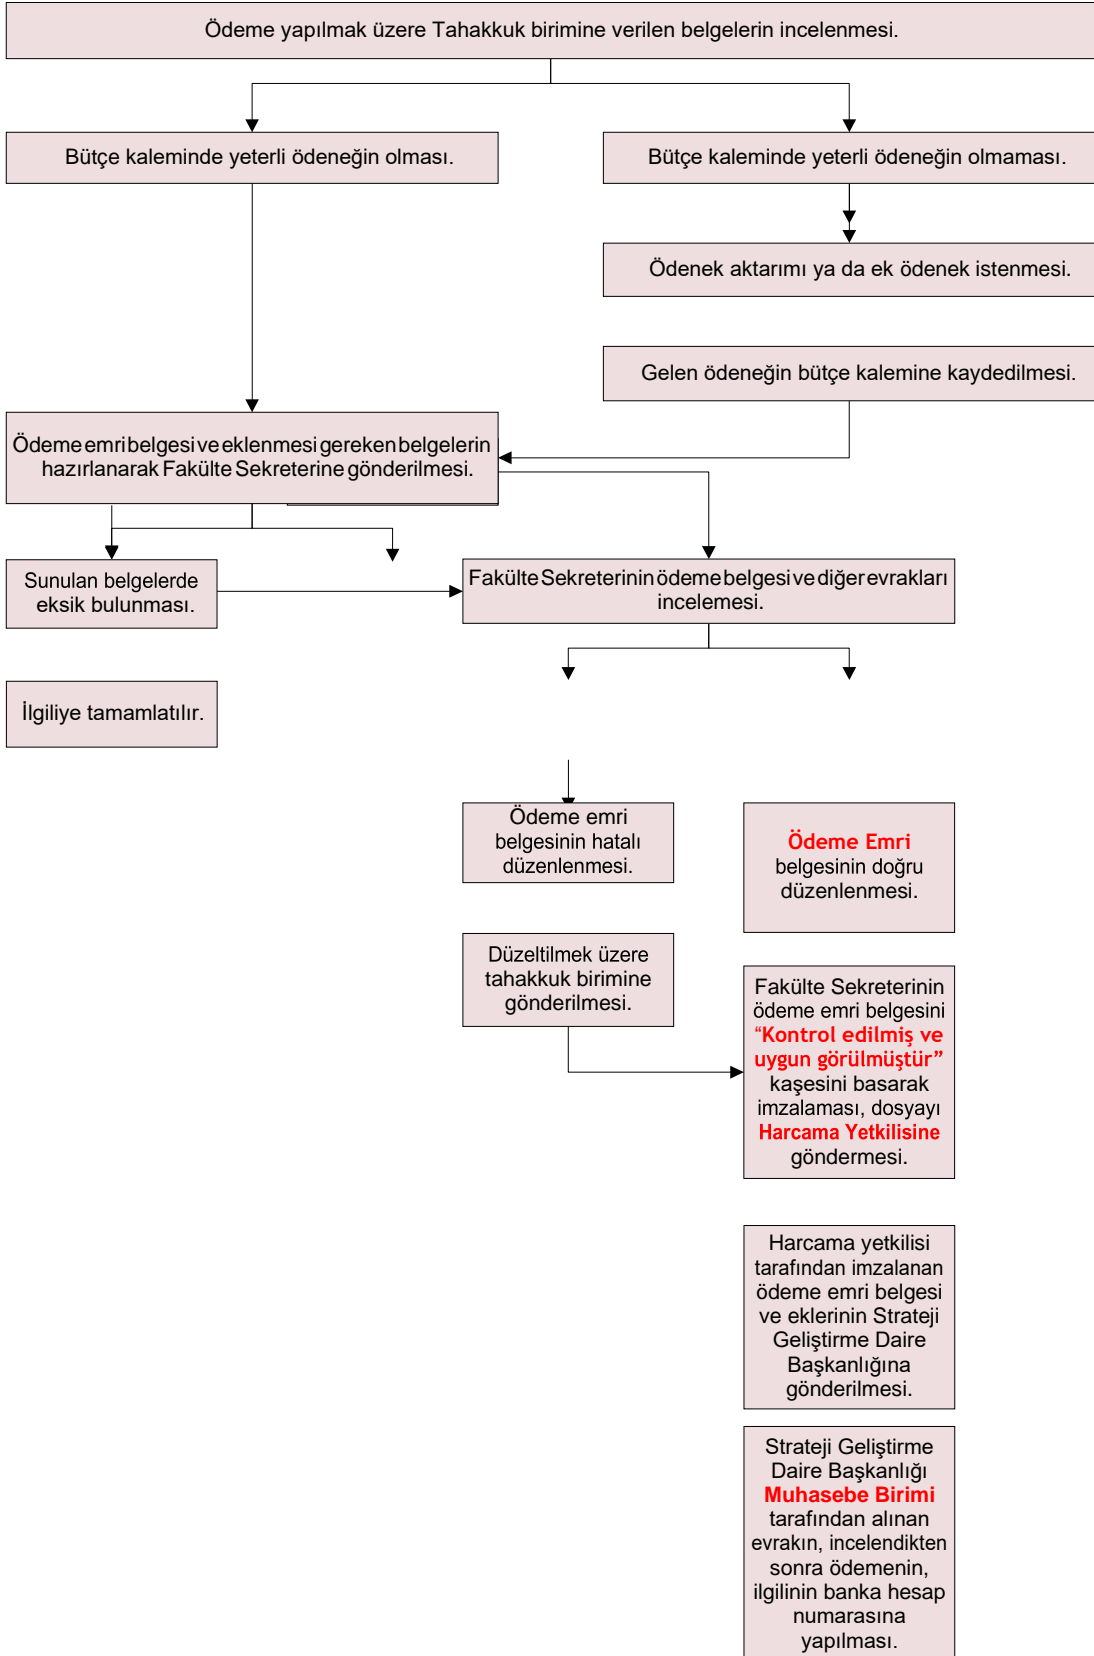 Ödeme yapılmak üzere Tahakkuk birimine verilen belgelerin incelenmesi.
Bütçe kaleminde yeterli ödeneğin olması.
Bütçe kaleminde yeterli ödeneğin olmaması.
Ödenek aktarımı ya da ek ödenek istenmesi.
Gelen ödeneğin bütçe kalemine kaydedilmesi.
Ödeme emri belgesi ve eklenmesi gereken belgelerin
hazırlanarak Fakülte Sekreterine gönderilmesi.
Sunulan belgelerde
eksik bulunması.
Fakülte Sekreterinin ödeme belgesi ve diğer evrakları
incelemesi.
İlgiliye tamamlatılır.
Ödeme emri
belgesinin hatalı
düzenlenmesi.
Ödeme Emri
belgesinin doğru
düzenlenmesi.
Düzeltilmek üzere
tahakkuk birimine
gönderilmesi.
Fakülte Sekreterinin
ödeme emri belgesini
“Kontrol edilmiş ve
uygun görülmüştür”
kaşesini basarak
imzalaması, dosyayı
Harcama Yetkilisine
göndermesi.
Harcama yetkilisi
tarafından imzalanan
ödeme emri belgesi
ve eklerinin Strateji
Geliştirme Daire
Başkanlığına
gönderilmesi.
Strateji Geliştirme
Daire Başkanlığı
Muhasebe Birimi
tarafından alınan
evrakın, incelendikten
sonra ödemenin,
ilgilinin banka hesap
numarasına
yapılması.